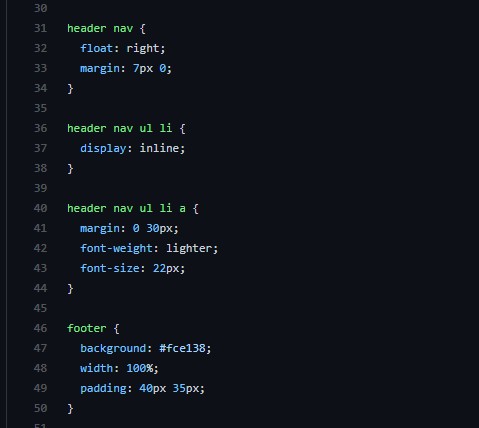 30
31 header nav {
32   float: right;
33   margin: 7px 0;
34 }
35
36 header nav ul li {
37   display: inline;
38 }
39
40 header nav ul li a {
41   margin: 0 30px;
42   font-weight: lighter;
43   font-size: 22px;
44 }
45
46 footer {
47   background: #fce138;
48   width: 100%;
49   padding: 40px 35px;
50 }
51